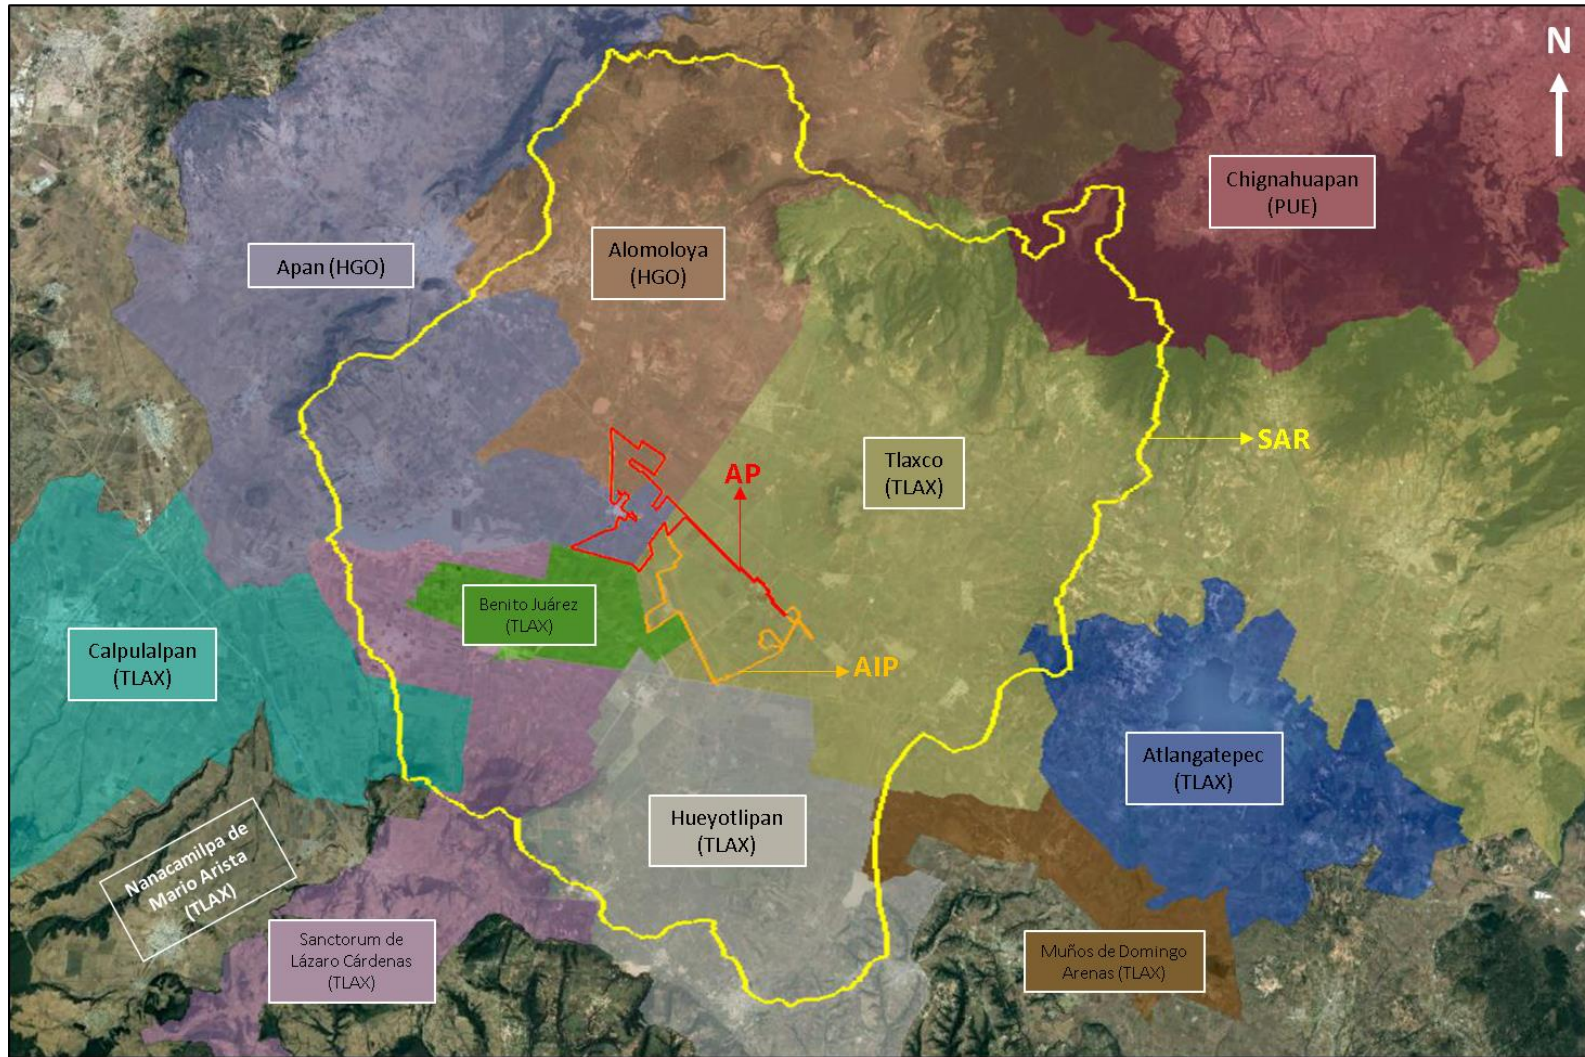 N
Chignahuapan
(PUE)
Alomoloya
(HGO)
Apan (HGO)
SAR
Tlaxco
(TLAX)
AP
Benito Juárez
(TLAX)
Calpulalpan
(TLAX)
AIP
Atlangatepec
(TLAX)
Hueyotlipan
(TLAX)
Nanacamilpa de
Mario Arista
(TLAX)
Sanctorum de
Lázaro Cárdenas
(TLAX)
Muños de Domingo
Arenas (TLAX)